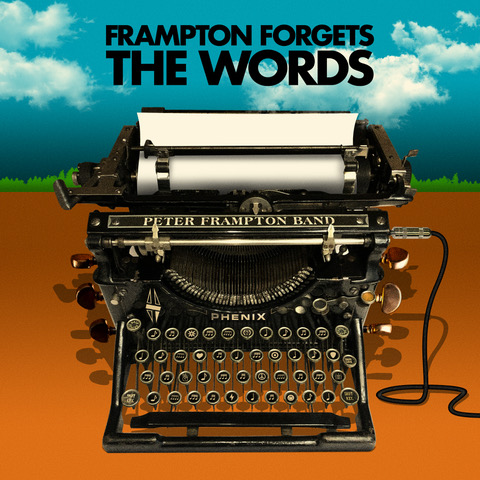 FRAMPTON FORGETS
THE WORDS
PETER FRAMPTON BAND
PHENIX